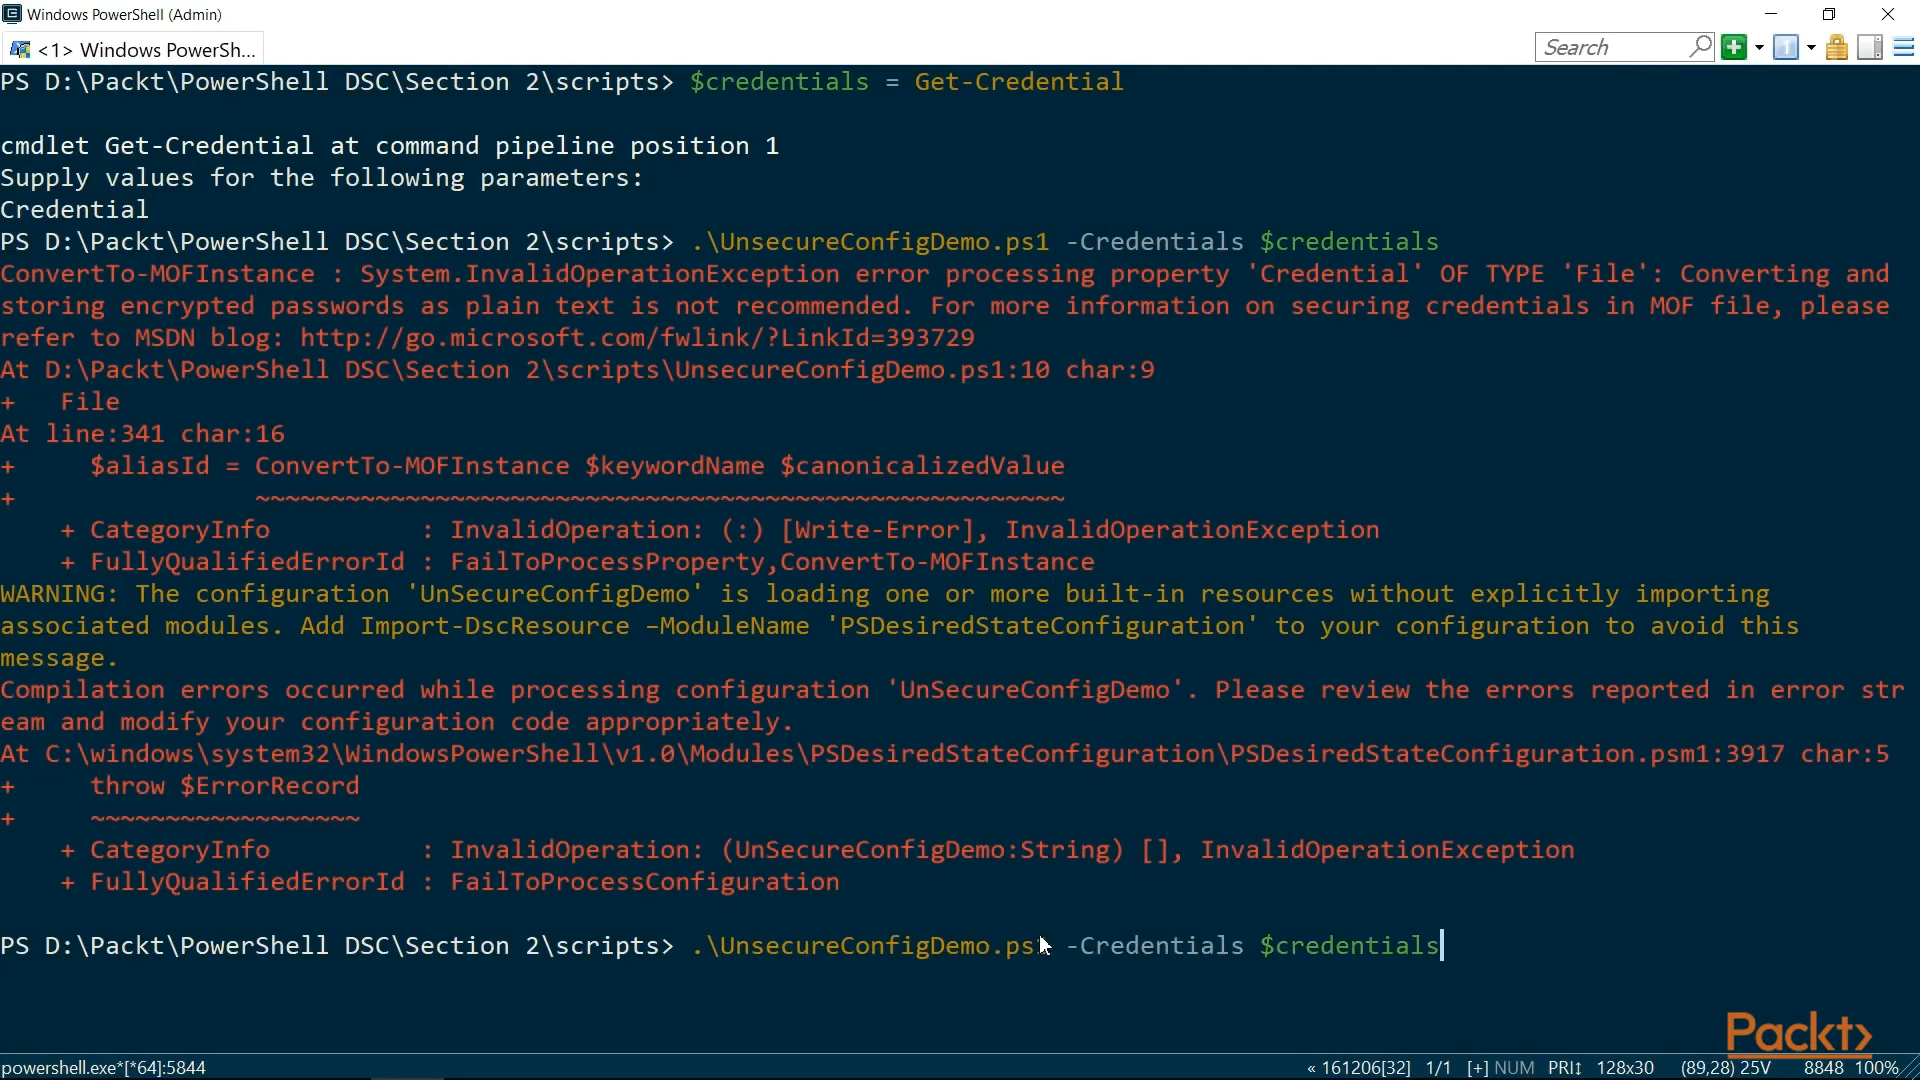 Windows PowerShell (Admin)
<1> Windows PowerSh...
Search
PS D:\Packt\PowerShell DSC\Section 2\scripts> $credentials = Get-Credential
cmdlet Get-Credential at command pipeline position 1
Supply values for the following parameters:
Credential
PS D:\Packt\PowerShell DSC\Section 2\scripts> .\UnsecureConfigDemo.ps1 -Credentials $credentials
ConvertTo-MOFInstance : System.InvalidOperationException error processing property 'Credential' OF TYPE 'File': Converting and
storing encrypted passwords as plain text is not recommended. For more information on securing credentials in MOF file, please
refer to MSDN blog: http://go.microsoft.com/fwlink/?LinkId=393729
At D:\Packt\PowerShell DSC\Section 2\scripts\UnsecureConfigDemo.ps1:10 char:9
+   File
At line:341 char:16
+     $aliasId = ConvertTo-MOFInstance $keywordName $canonicalizedValue
+                ~~~~~~~~~~~~~~~~~~~~~~~~~~~~~~~~~~~~~~~~~~~~~~~~~~~~~~
    + CategoryInfo          : InvalidOperation: (:) [Write-Error], InvalidOperationException
    + FullyQualifiedErrorId : FailToProcessProperty,ConvertTo-MOFInstance
WARNING: The configuration 'UnSecureConfigDemo' is loading one or more built-in resources without explicitly importing
associated modules. Add Import-DscResource –ModuleName 'PSDesiredStateConfiguration' to your configuration to avoid this
message.
Compilation errors occurred while processing configuration 'UnSecureConfigDemo'. Please review the errors reported in error str
eam and modify your configuration code appropriately.
At C:\windows\system32\WindowsPowerShell\v1.0\Modules\PSDesiredStateConfiguration\PSDesiredStateConfiguration.psm1:3917 char:5
+     throw $ErrorRecord
+     ~~~~~~~~~~~~~~~~~~
    + CategoryInfo          : InvalidOperation: (UnSecureConfigDemo:String) [], InvalidOperationException
    + FullyQualifiedErrorId : FailToProcessConfiguration
PS D:\Packt\PowerShell DSC\Section 2\scripts> .\UnsecureConfigDemo.ps1 -Credentials $credentials
Packt>
powershell.exe*[*64]:5844
« 161206[32] 1/1 [+] NUM PRI↕ 128x30 (89,28) 25V 8848 100%